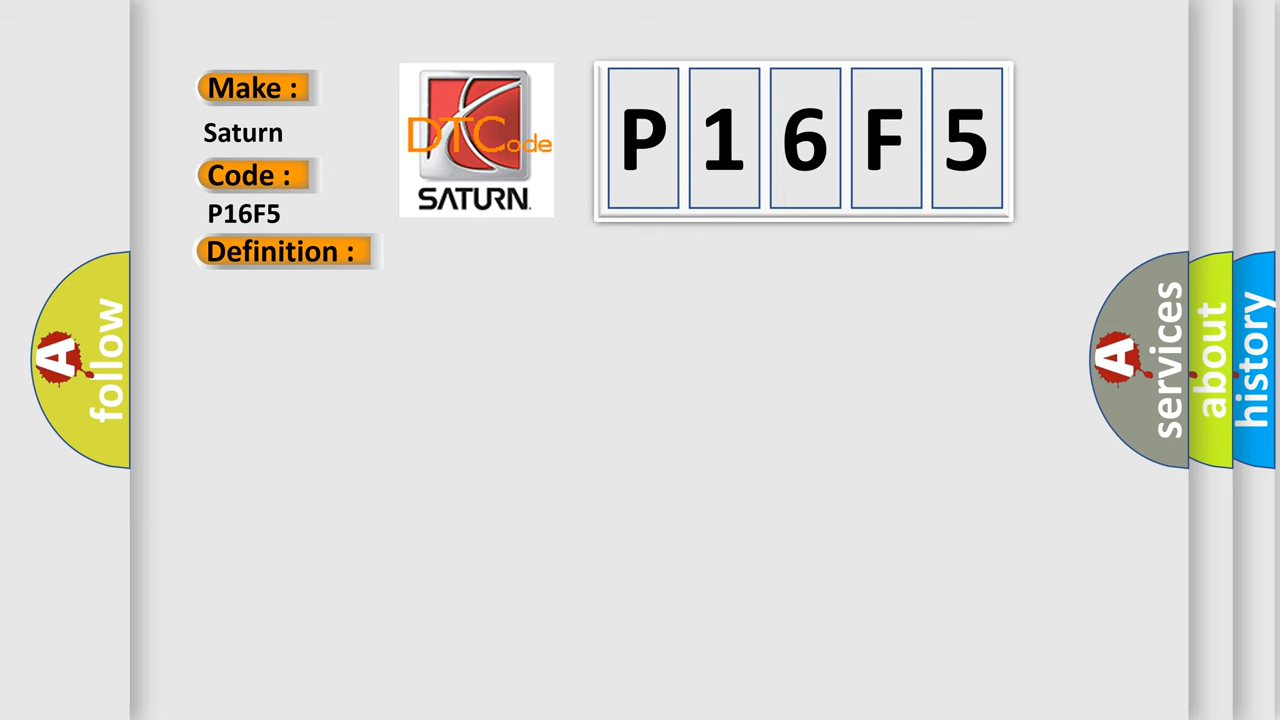 Make :
Saturn
Code :
P16F5
Definition :
DTCode
SATURN.
P 1 6 F 5
A follow
A services
about
history